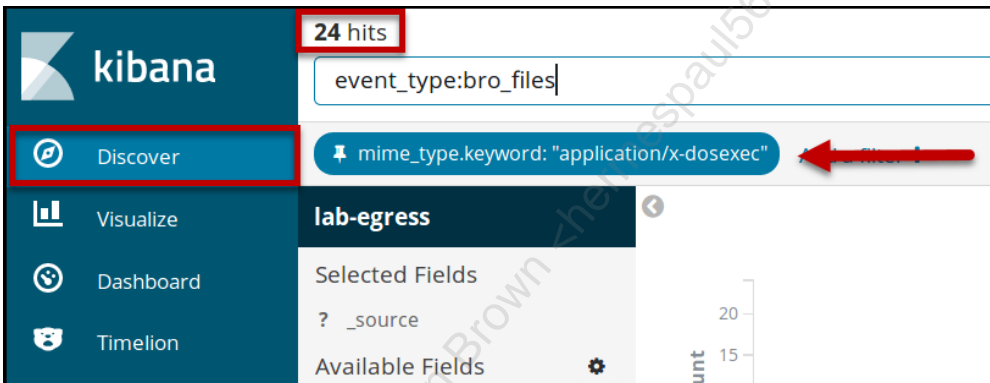 24 hits
kibana
event_type:bro_files
Discover
mime_type.keyword: "application/x-dosexec"
Visualize
lab-egress
Dashboard
Selected Fields
? _source
20
Timelion
Available Fields
15
Brown